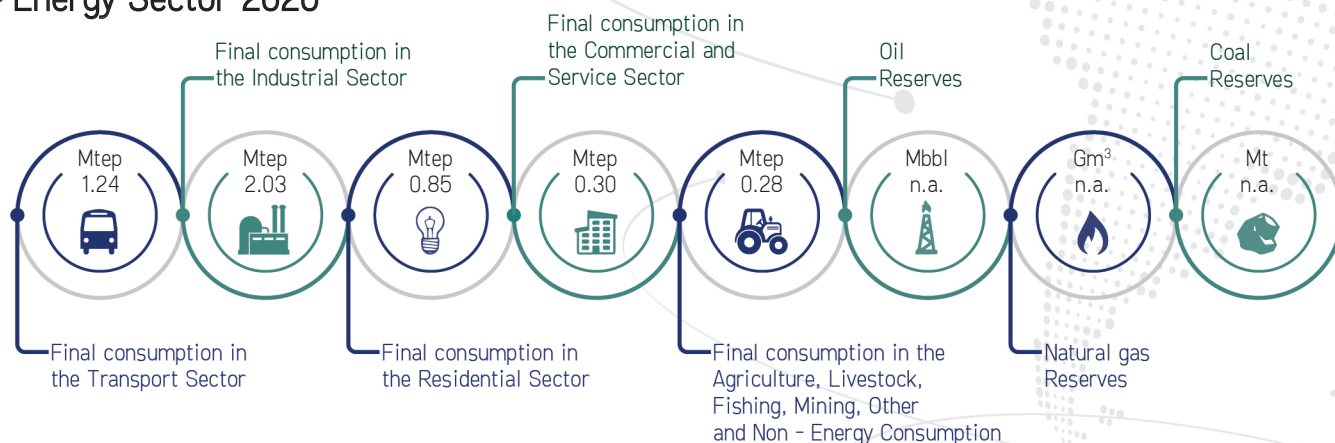 Energy Sector 2020
Final consumption in
the Industrial Sector
Final consumption in
the Commercial and
Service Sector
Oil
Reserves
Coal
Reserves
Mtep
1.24
Mtep
2.03
Mtep
0.85
Mtep
0.30
Mtep
0.28
Mbbl
n.a.
Gm³
n.a.
Mt
n.a.
Final consumption in
the Transport Sector
Final consumption in
the Residential Sector
Final consumption in the
Agriculture, Livestock,
Fishing, Mining, Other
and Non - Energy Consumption
Natural gas
Reserves